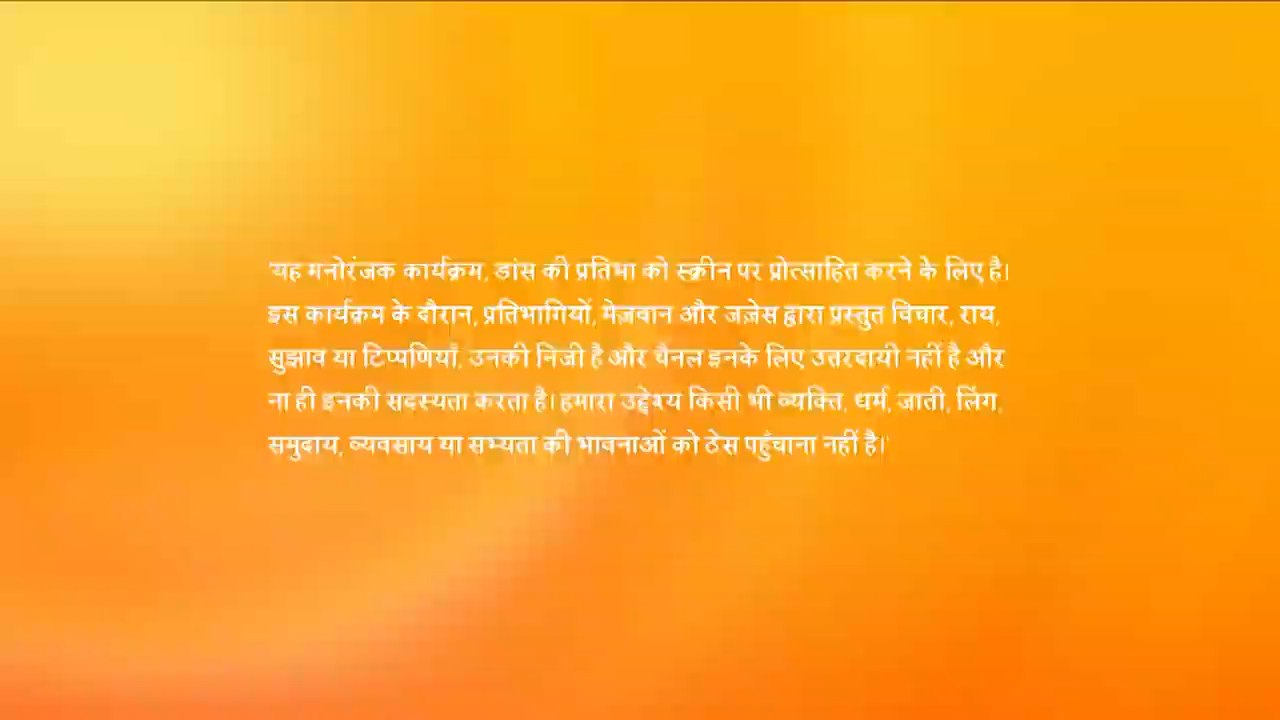 'यह मनोरंजक कार्यक्रम, डांस की प्रतिभा को स्क्रीन पर प्रोत्साहित करने के लिए है।
इस कार्यक्रम के दौरान, प्रतिभागियों, मेज़वान और जज़ेस द्वारा प्रस्तुत विचार, राय,
सुझाव या टिप्पणियाँ, उनकी निजी है और चैनल इनके लिए उत्तरदायी नहीं है और
ना ही इनकी सदस्यता करता है। हमारा उद्देश्य किसी भी व्यक्ति, धर्म, जाती, लिंग,
समुदाय, व्यवसाय या सभ्यता की भावनाओं को ठेस पहुँचाना नहीं है।'